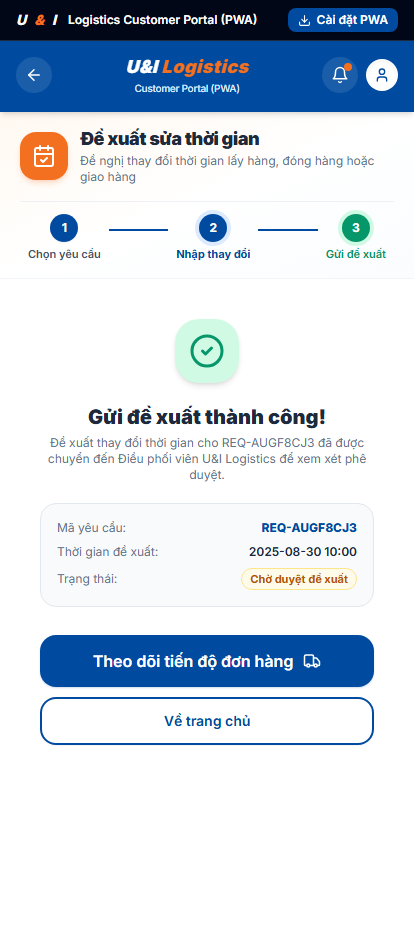 U & I Logistics Customer Portal (PWA)
Cài đặt PWA
U&I Logistics
Customer Portal (PWA)
Đề xuất sửa thời gian
Đề nghị thay đổi thời gian lấy hàng, đóng hàng hoặc
giao hàng
1
2
3
Chọn yêu cầu
Nhập thay đổi
Gửi đề xuất
Gửi đề xuất thành công!
Đề xuất thay đổi thời gian cho REQ-AUGF8CJ3 đã được
chuyển đến Điều phối viên U&I Logistics để xem xét phê
duyệt.
Mã yêu cầu: REQ-AUGF8CJ3
Thời gian đề xuất: 2025-08-30 10:00
Trạng thái: Chờ duyệt đề xuất
Theo dõi tiến độ đơn hàng
Về trang chủ